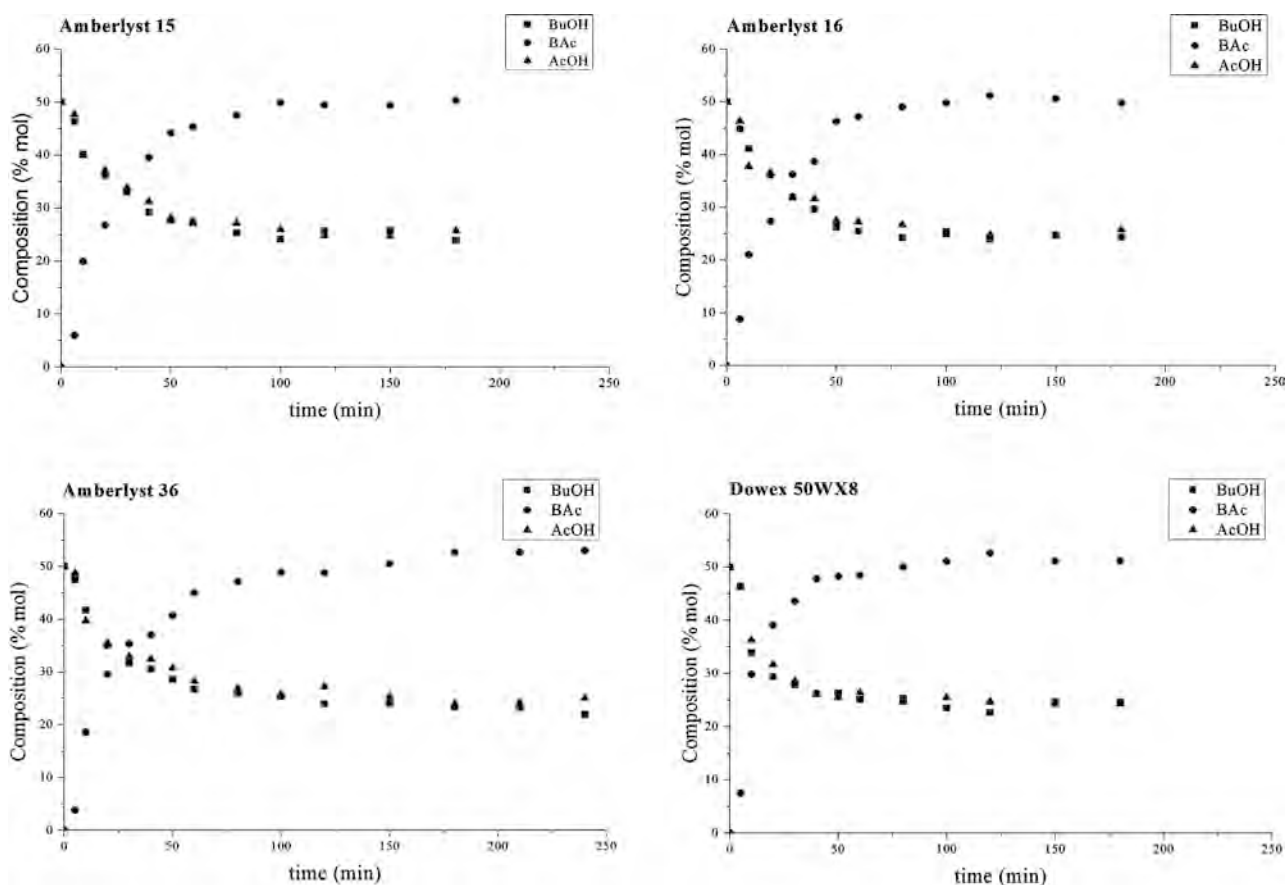 Amberlyst 15
BuOH
BAc
AcOH
60
50
40
30
20
10
0
Composition (% mol)
0 50 100 150 200 250
time (min)
Amberlyst 16
BuOH
BAc
AcOH
60
50
40
30
20
10
0
Composition (% mol)
0 50 100 150 200 250
time (min)
Amberlyst 36
BuOH
BAc
AcOH
60
50
40
30
20
10
0
Composition (% mol)
0 50 100 150 200 250
time (min)
Dowex 50WX8
BuOH
BAc
AcOH
60
50
40
30
20
10
0
Composition (% mol)
0 50 100 150 200 250
time (min)